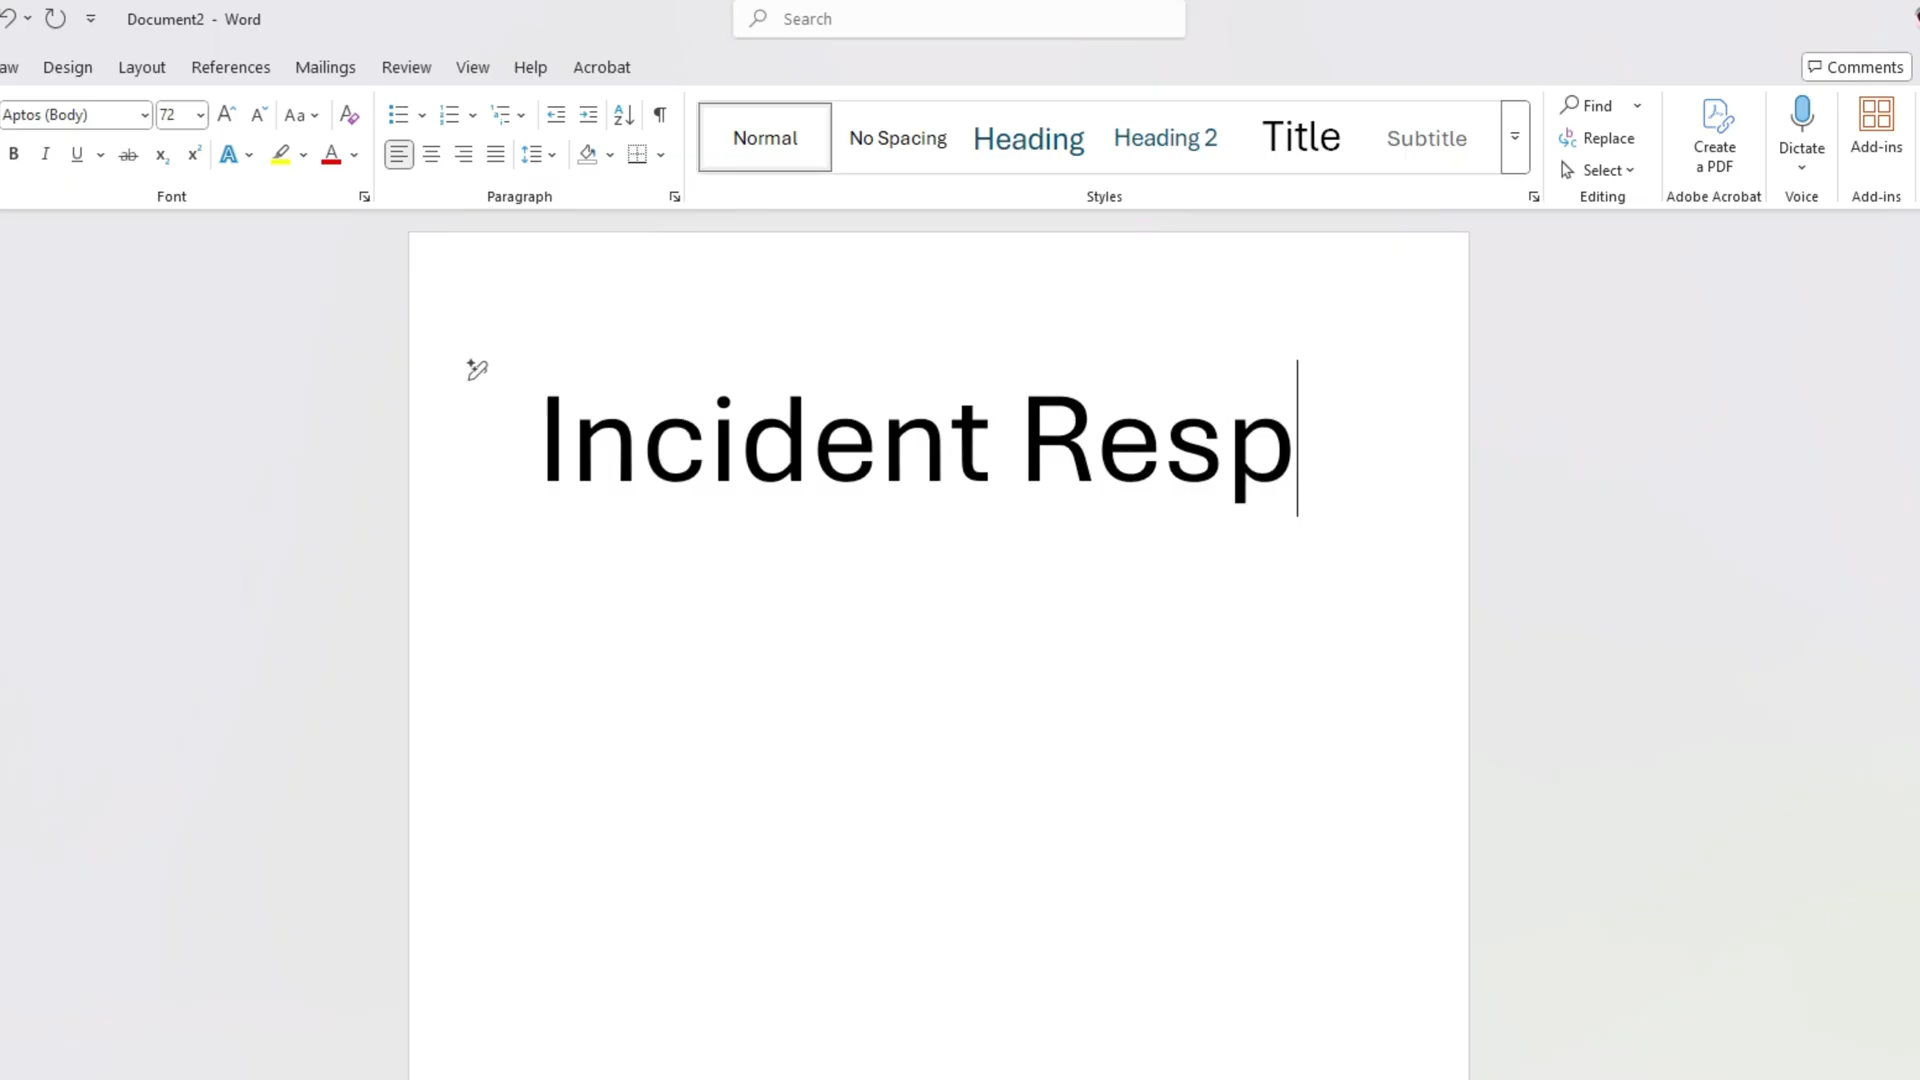 Document2 - Word
Search
aw Design Layout References Mailings Review View Help Acrobat
Comments
Aptos (Body) 72 Aa
Normal No Spacing Heading Heading 2 Title Subtitle
Find
Replace
Select
Create a PDF
Dictate
Add-ins
Font Paragraph Styles Editing Adobe Acrobat Voice Add-ins
Incident Resp